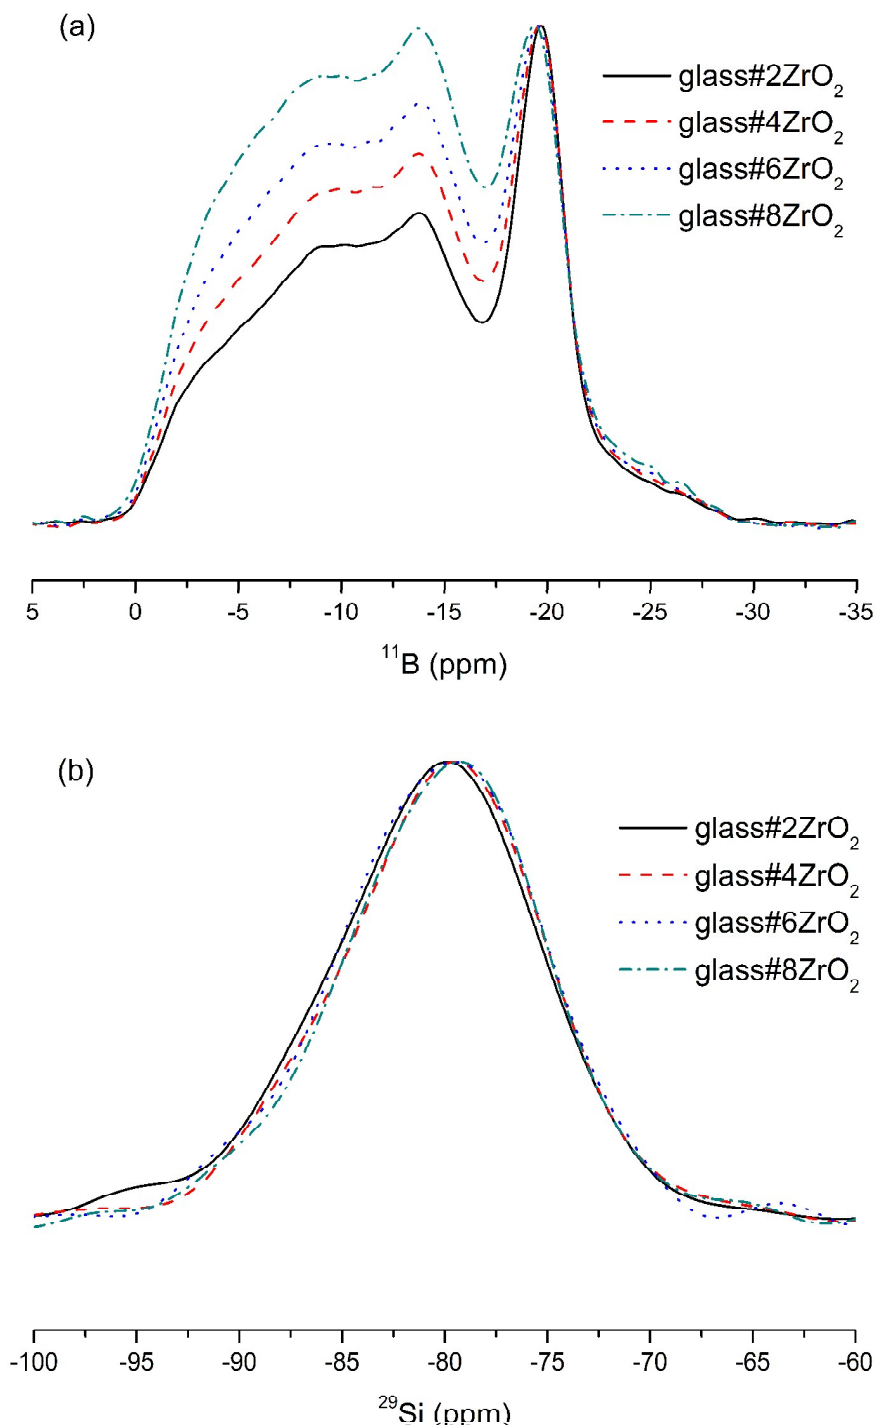 (a)
glass#2ZrO₂
glass#4ZrO₂
glass#6ZrO₂
glass#8ZrO₂
5 0 -5 -10 -15 -20 -25 -30 -35
¹¹B (ppm)
(b)
glass#2ZrO₂
glass#4ZrO₂
glass#6ZrO₂
glass#8ZrO₂
-100 -95 -90 -85 -80 -75 -70 -65 -60
²⁹Si (ppm)